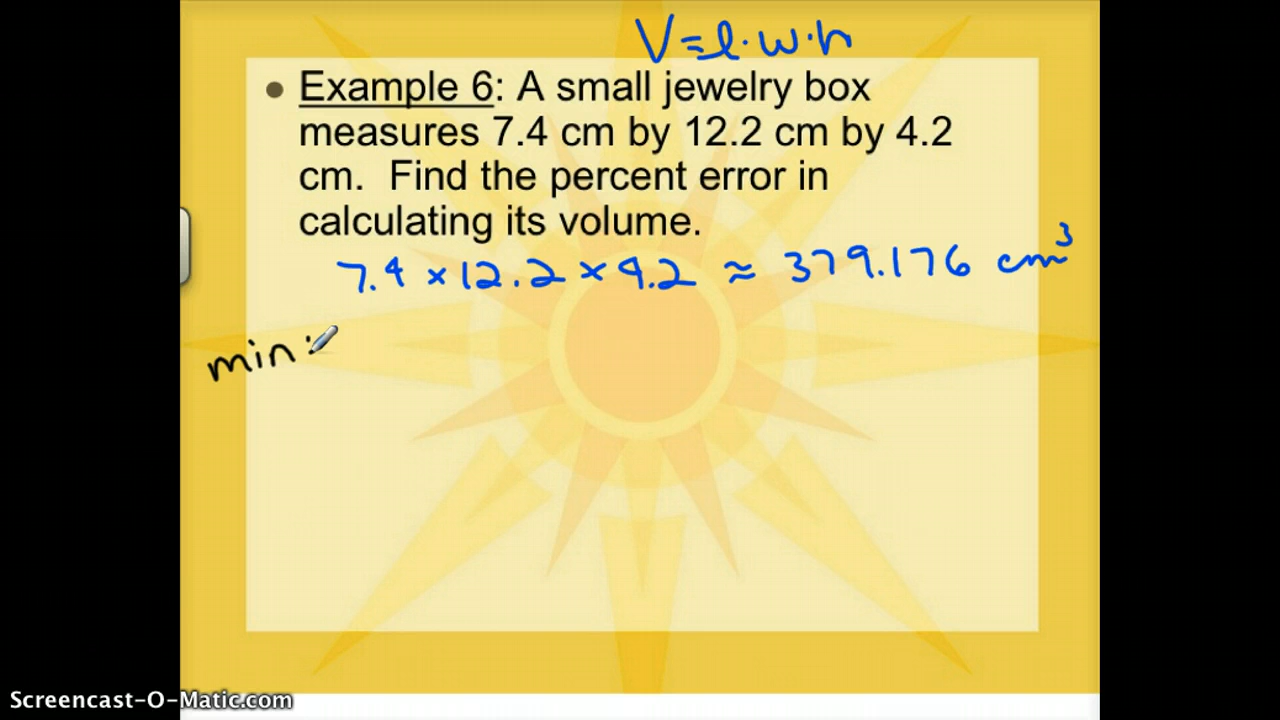 V=l·w·h
• Example 6: A small jewelry box
measures 7.4 cm by 12.2 cm by 4.2
cm. Find the percent error in
calculating its volume.
7.4 × 12.2 × 4.2 ≈ 379.176 cm³
min:
Screencast-O-Matic.com